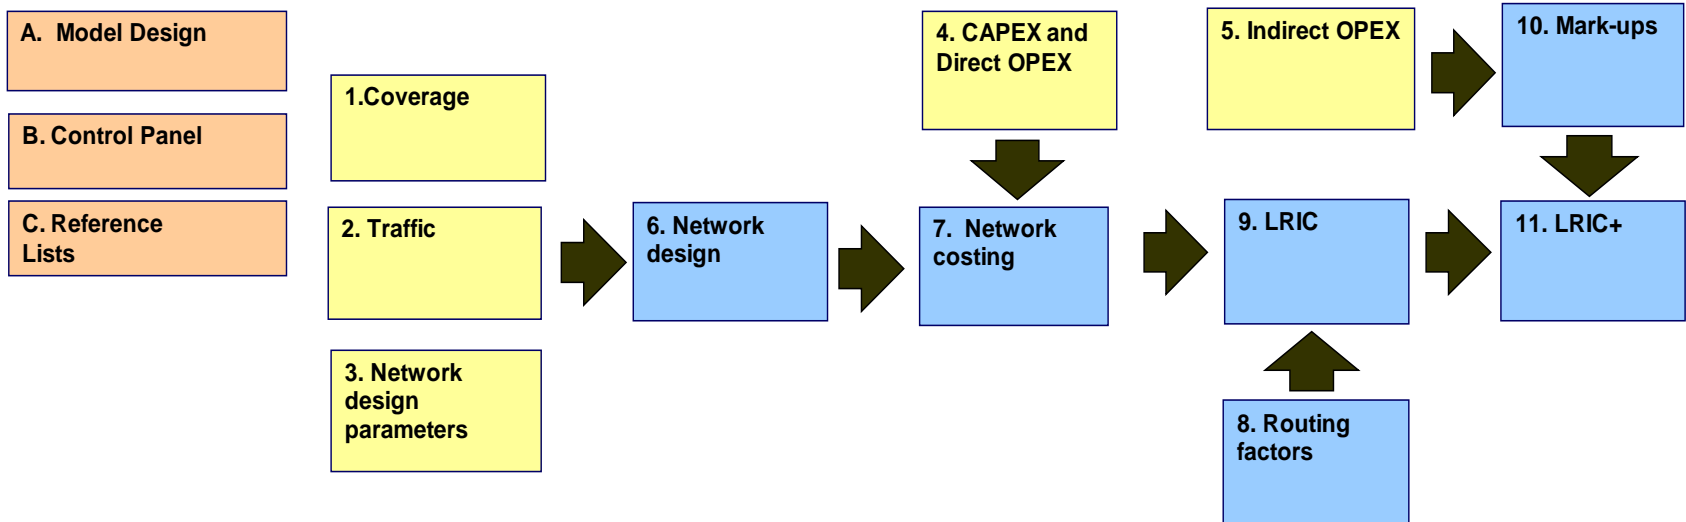 A.  Model Design
B. Control Panel
C. Reference
Lists
1.Coverage
2. Traffic
3. Network
design
parameters
6. Network
design
4. CAPEX and
Direct OPEX
7.  Network
costing
5. Indirect OPEX
9. LRIC
8. Routing
factors
10. Mark-ups
11. LRIC+